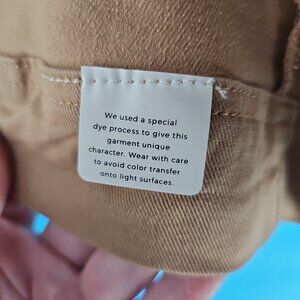 We used a special
dye process to give this
garment unique
character. Wear with care
to avoid color transfer
onto light surfaces.